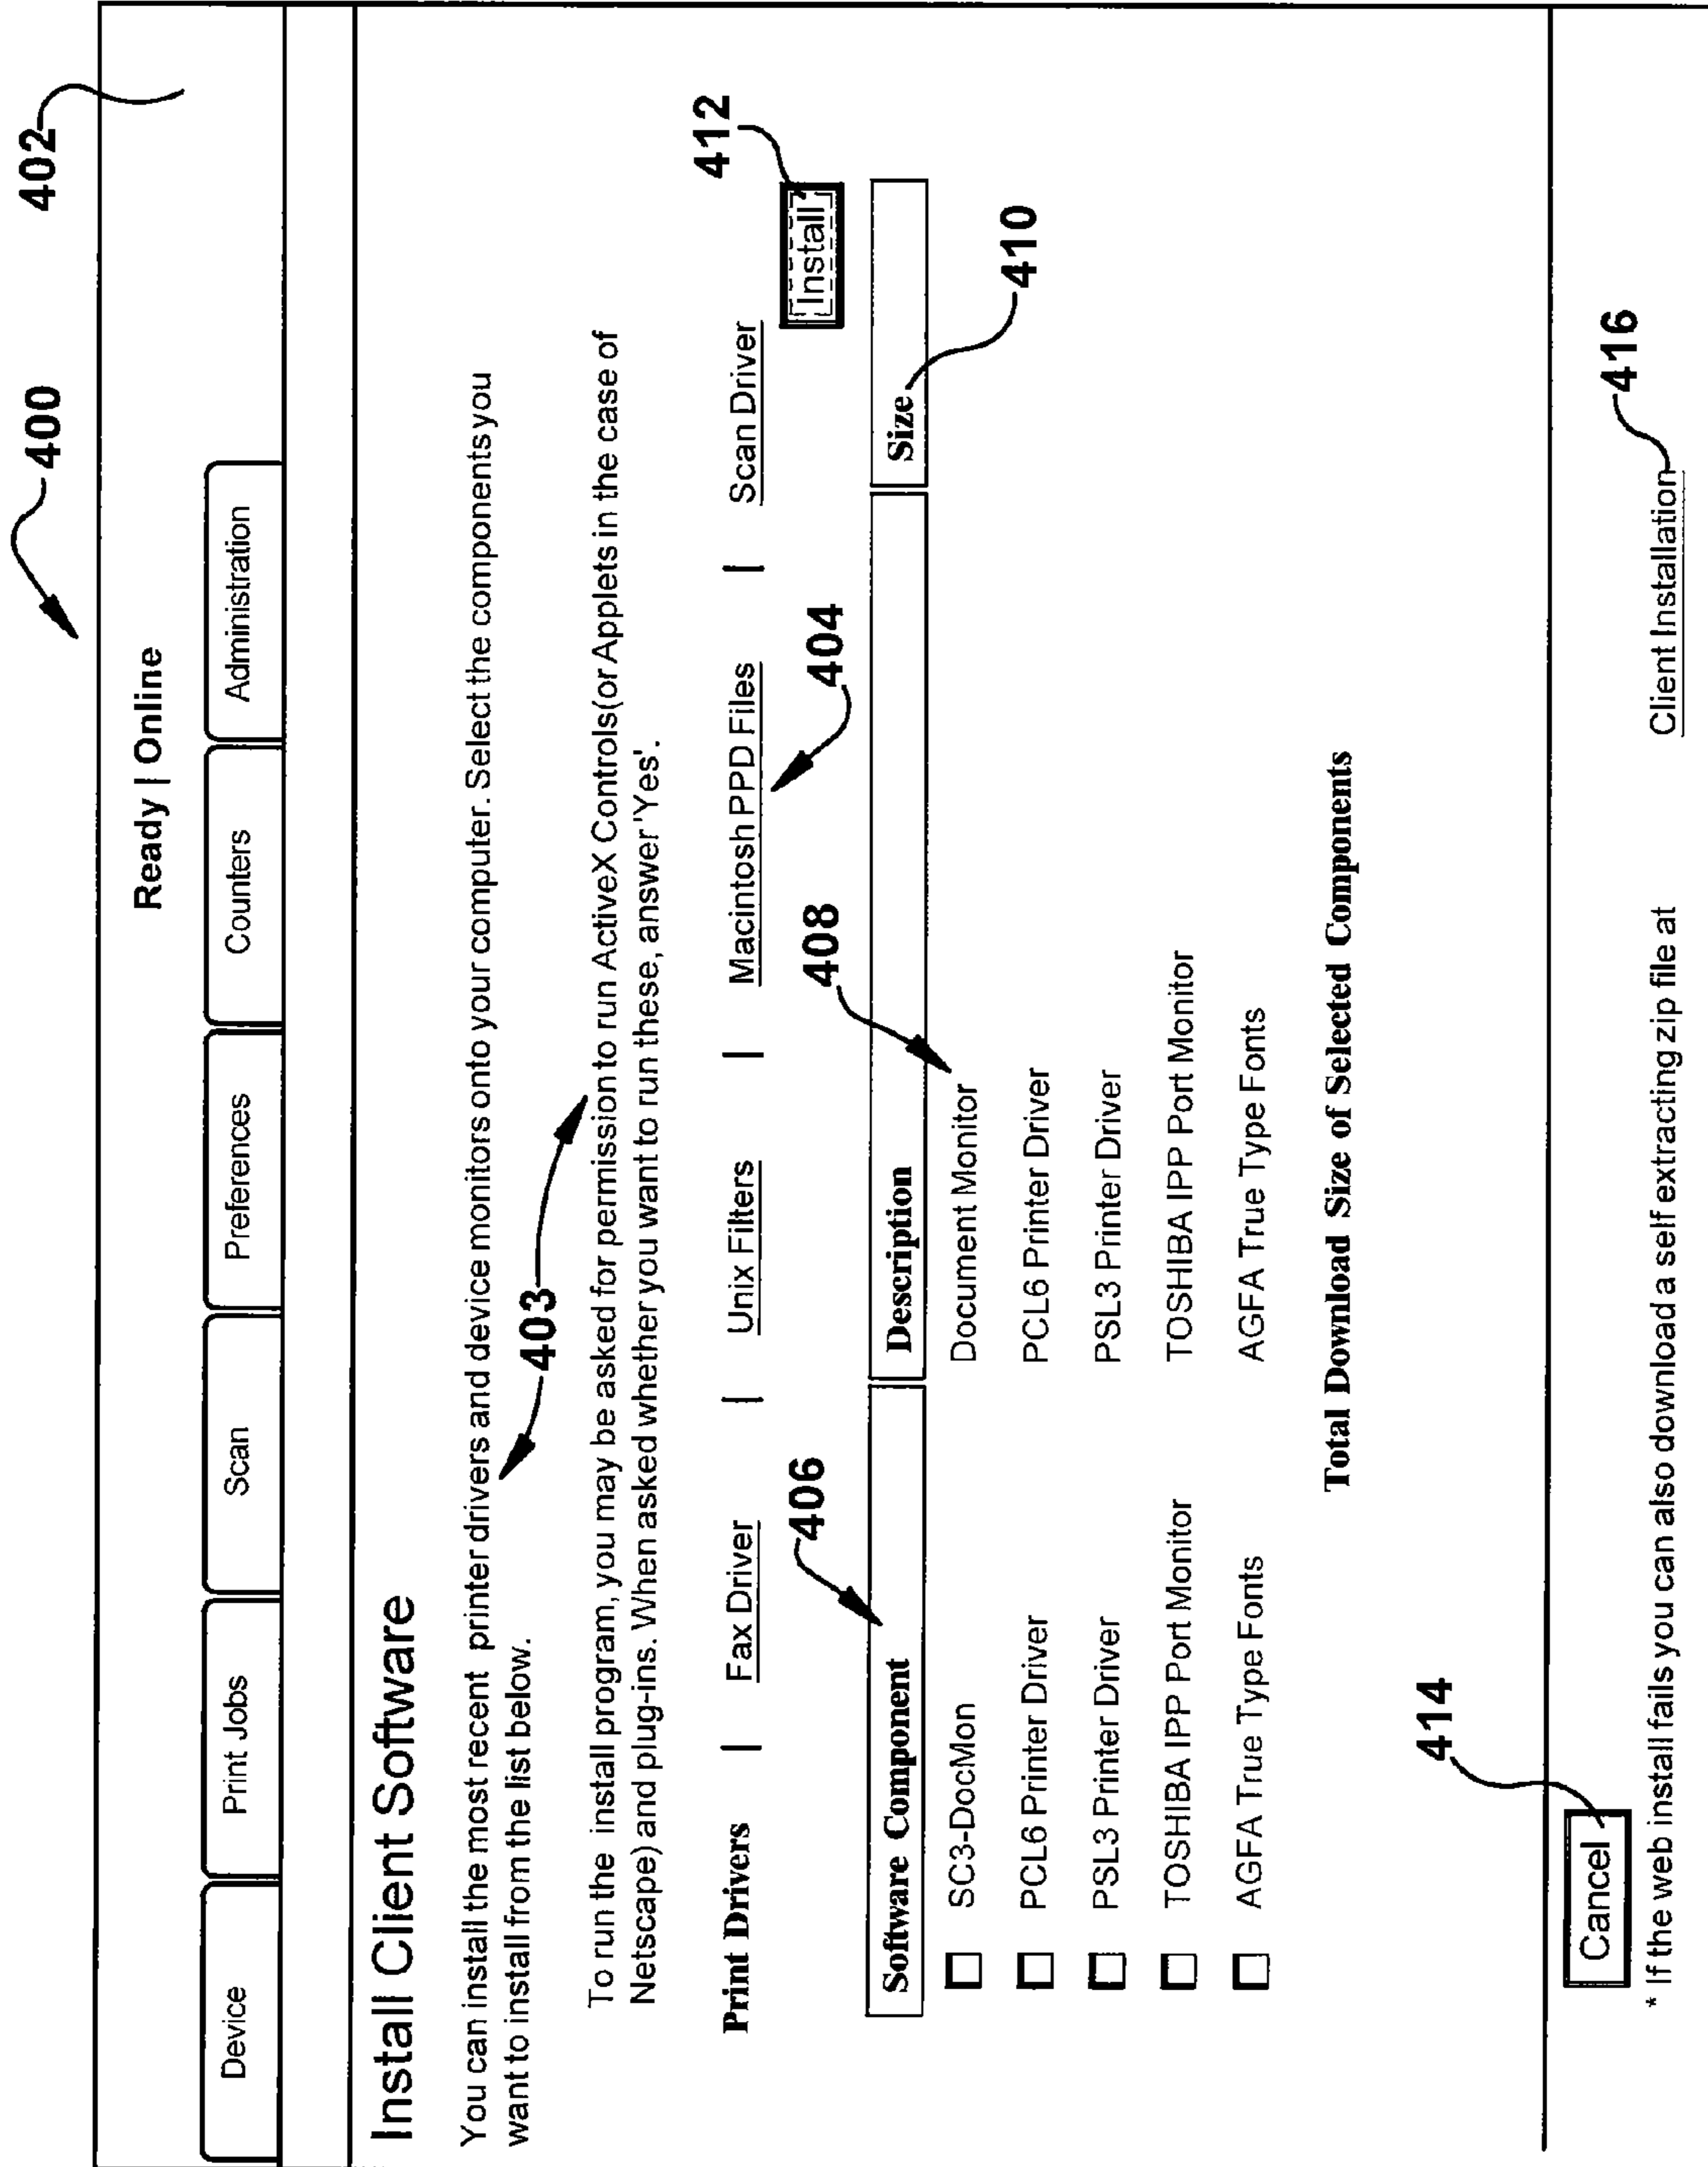 400
402
Ready | Online
Device Print Jobs Scan Preferences Counters Administration
Install Client Software
You can install the most recent printer drivers and device monitors onto your computer. Select the components you
want to install from the list below.
403
To run the install program, you may be asked for permission to run ActiveX Controls(or Applets in the case of
Netscape) and plug-ins. When asked whether you want to run these, answer 'Yes'.
Print Drivers | Fax Driver | Unix Filters | Macintosh PPD Files | Scan Driver
412
Install
406
408
404
Software Component Description Size
410
SC3-DocMon Document Monitor
PCL6 Printer Driver PCL6 Printer Driver
PSL3 Printer Driver PSL3 Printer Driver
TOSHIBA IPP Port Monitor TOSHIBA IPP Port Monitor
AGFA True Type Fonts AGFA True Type Fonts
Total Download Size of Selected Components
414
Cancel
416
* If the web install fails you can also download a self extracting zip file at Client Installation